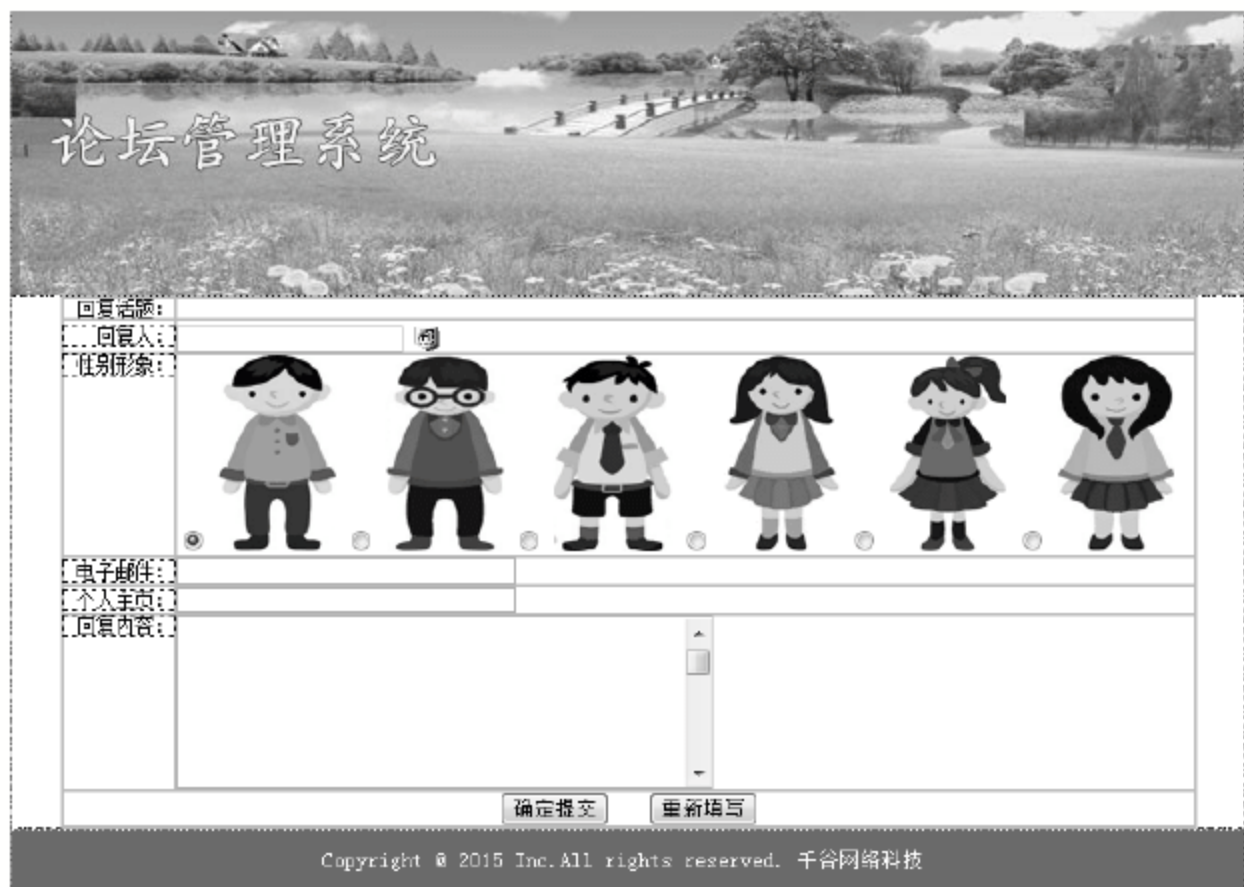 论坛管理系统
回复话题:
回复人:
性别形象:
电子邮件:
个人主页:
回复内容:
确定提交 重新填写
Copyright @ 2015 Inc.All rights reserved. 千谷网络科技